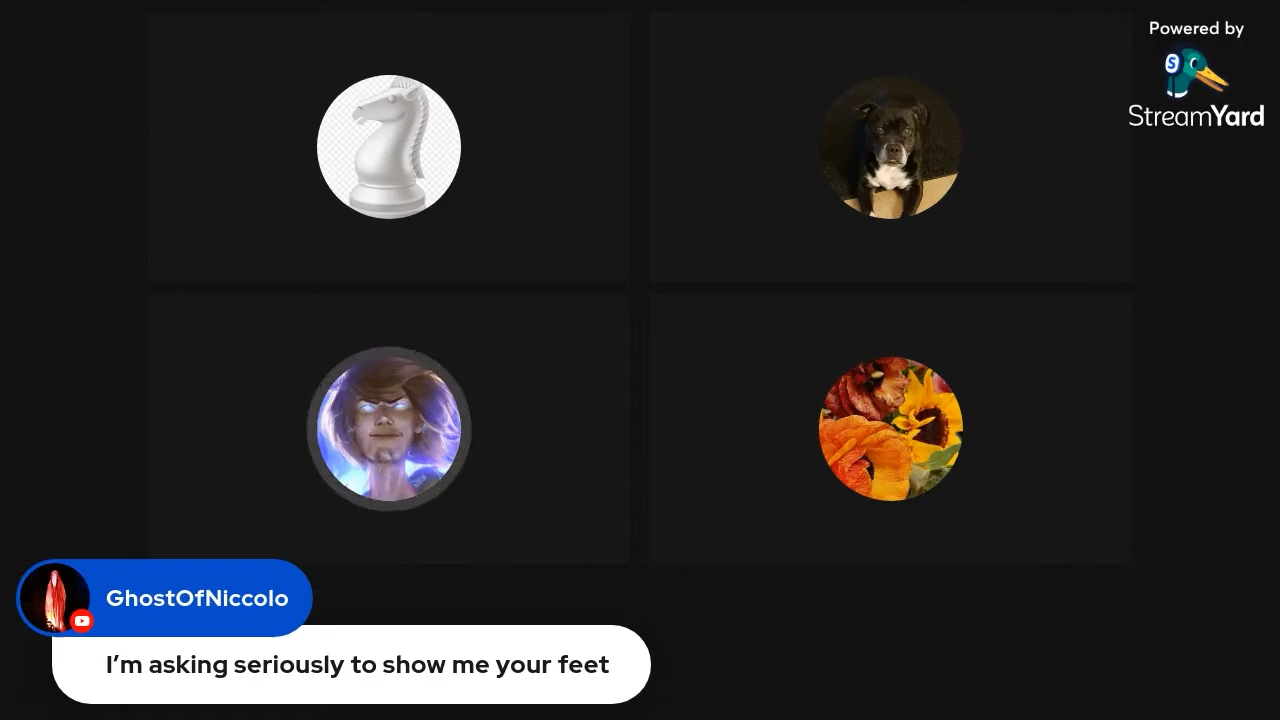 Powered by
S
StreamYard
GhostOfNiccolo
I'm asking seriously to show me your feet